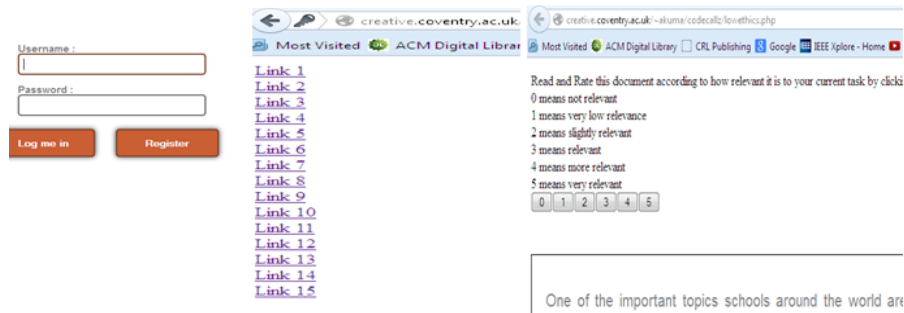 Username :
Password :
Log me in
Register
creative.coventry.ac.uk
Most Visited ACM Digital Librar
Link 1
Link 2
Link 3
Link 4
Link 5
Link 6
Link 7
Link 8
Link 9
Link 10
Link 11
Link 12
Link 13
Link 14
Link 15
creative.coventry.ac.uk/~akuma/codecallz/lowethics.php
Most Visited ACM Digital Library CRL Publishing Google IEEE Xplore - Home
Read and Rate this document according to how relevant it is to your current task by clicki
0 means not relevant
1 means very low relevance
2 means slightly relevant
3 means relevant
4 means more relevant
5 means very relevant
0 1 2 3 4 5
One of the important topics schools around the world are